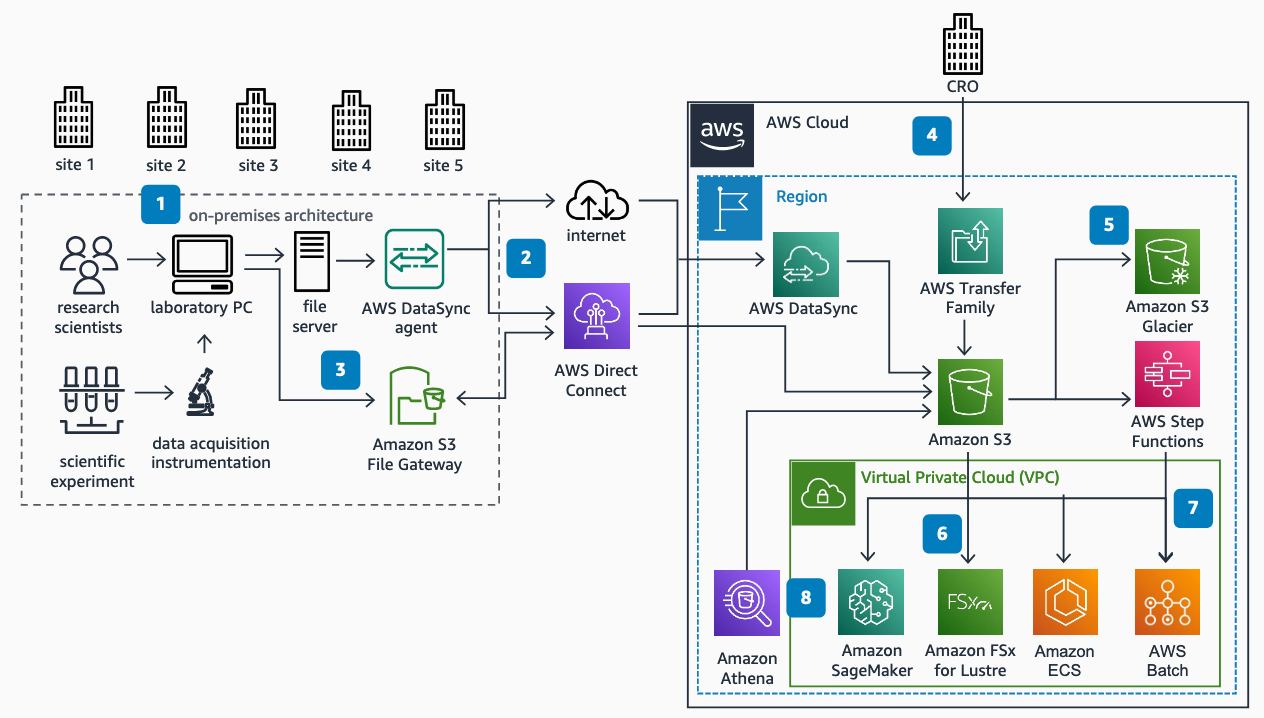 CRO
aws
AWS Cloud
4
site 1
site 2
site 3
site 4
site 5
1
on-premises architecture
Region
5
internet
2
research
scientists
laboratory PC
file
server
AWS DataSync
agent
AWS DataSync
AWS Transfer
Family
Amazon S3
Glacier
3
AWS Direct
Connect
scientific
experiment
data acquisition
instrumentation
Amazon S3
File Gateway
Amazon S3
AWS Step
Functions
Virtual Private Cloud (VPC)
6
7
8
FSx
Amazon
Athena
Amazon
SageMaker
Amazon FSx
for Lustre
Amazon
ECS
AWS
Batch